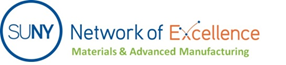 SUNY Network of Excellence
Materials & Advanced Manufacturing